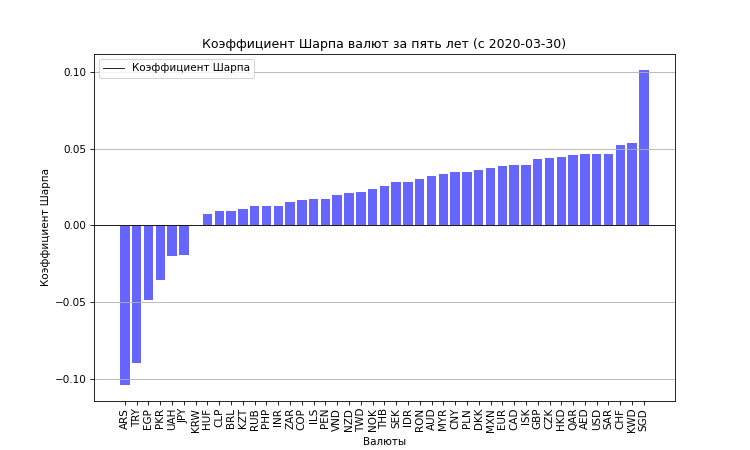 Коэффициент Шарпа валют за пять лет (с 2020-03-30)
Коэффициент Шарпа
0.10
0.05
0.00
−0.05
−0.10
Коэффициент Шарпа
ARS TRY EGP PKR UAH JPY KRW HUF CLP BRL KZT RUB PHP INR ZAR COP ILS PEN VND NZD TWD NOK THB SEK IDR RON AUD MYR CNY PLN DKK MXN EUR CAD ISK GBP CZK HKD QAR AED USD SAR CHF KWD SGD
Валюты